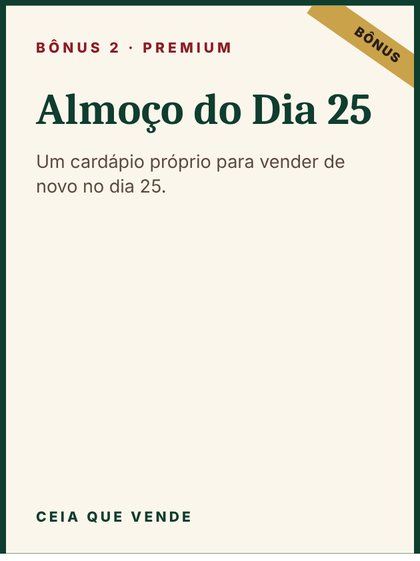 BÔNUS 2 · PREMIUM
BÔNUS
Almoço do Dia 25
Um cardápio próprio para vender de
novo no dia 25.
CEIA QUE VENDE